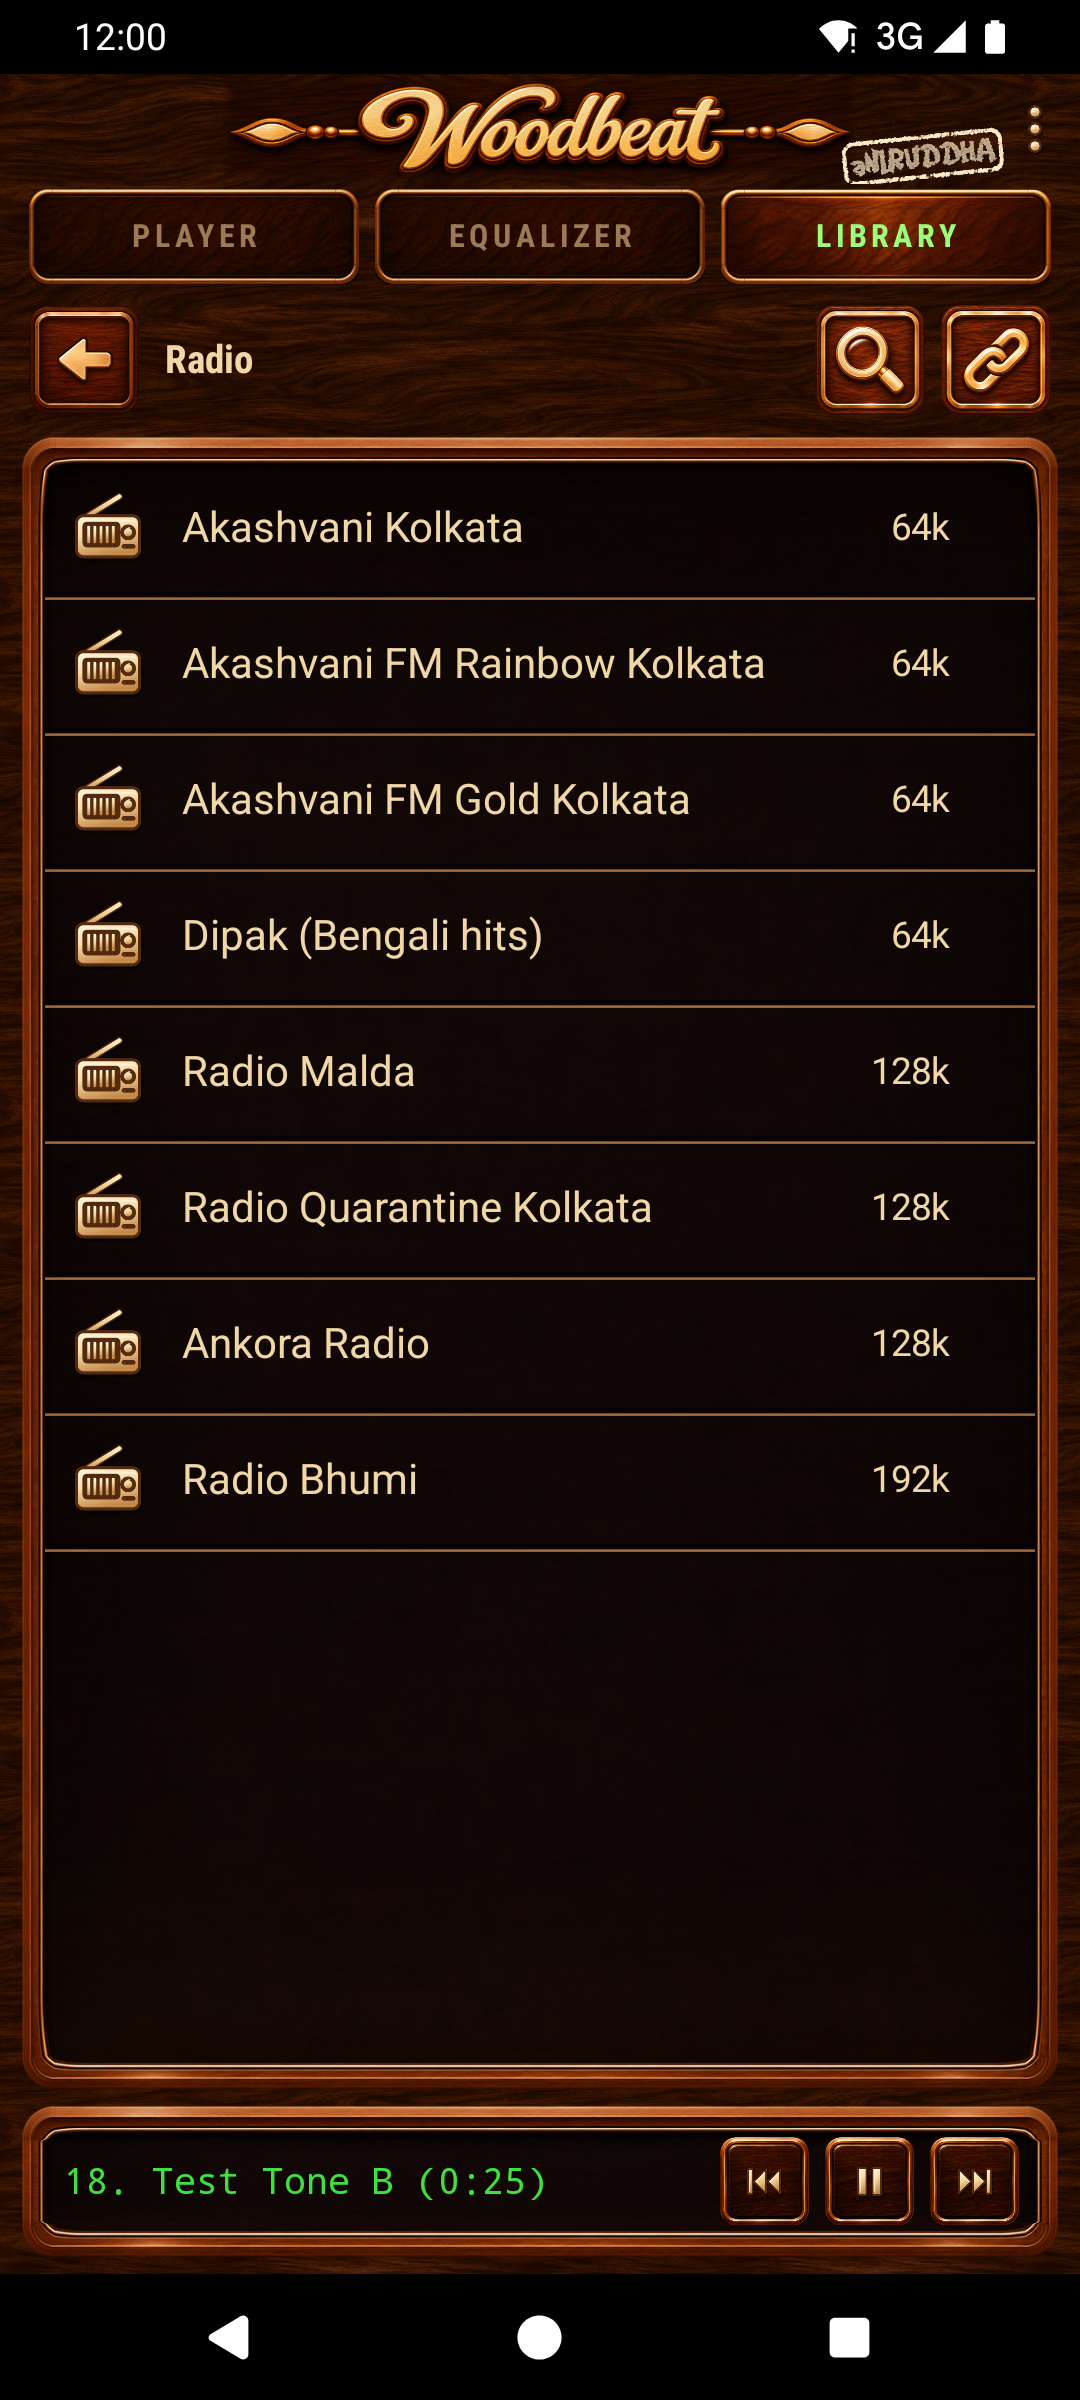 12:00
3G
Woodbeat
ANIRUDDHA
PLAYER EQUALIZER LIBRARY
Radio
Akashvani Kolkata 64k
Akashvani FM Rainbow Kolkata 64k
Akashvani FM Gold Kolkata 64k
Dipak (Bengali hits) 64k
Radio Malda 128k
Radio Quarantine Kolkata 128k
Ankora Radio 128k
Radio Bhumi 192k
18. Test Tone B (0:25)